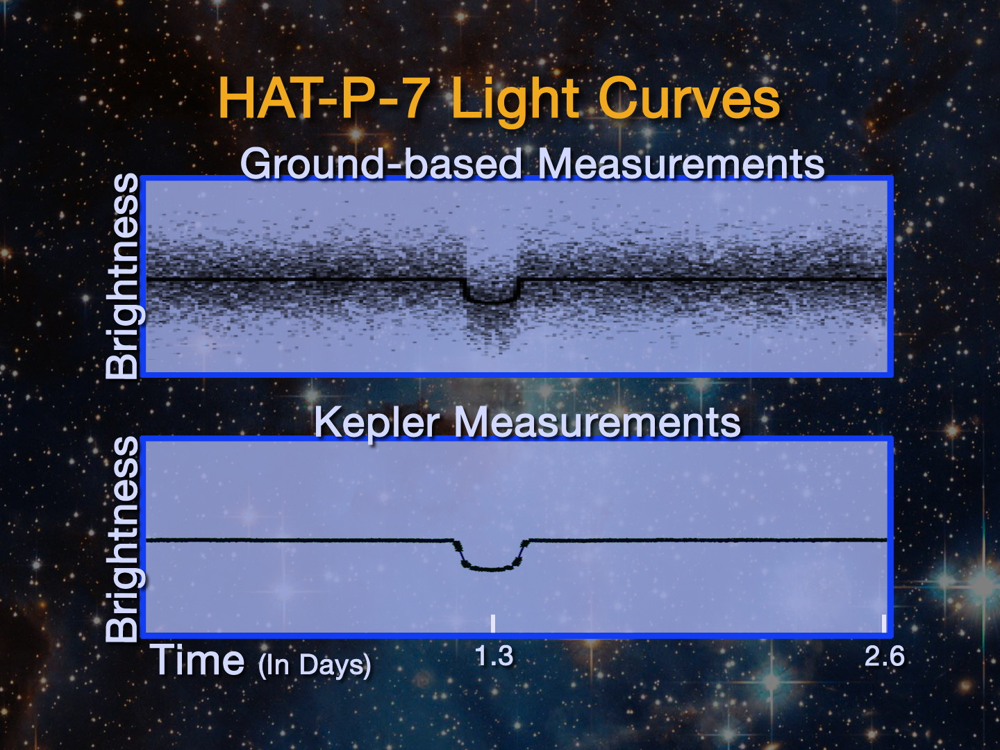 HAT-P-7 Light Curves
Ground-based Measurements
Brightness
Kepler Measurements
Brightness
1.3
2.6
Time (In Days)